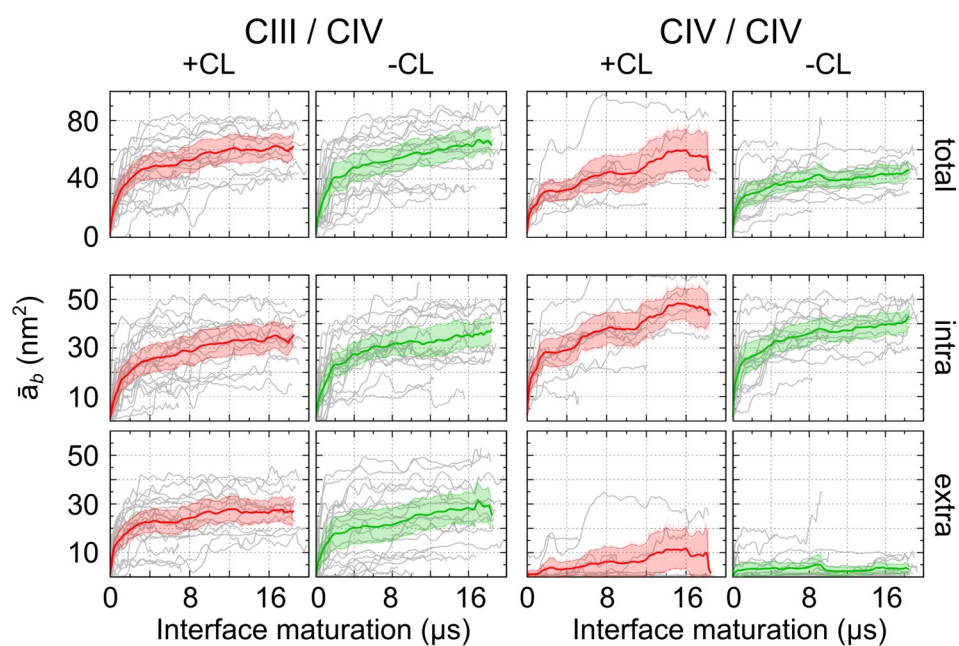 CIII / CIV CIV / CIV
+CL -CL +CL -CL
80
40
0
total
50
30
10
intra
ā_b (nm²)
50
30
10
extra
0 8 16 0 8 16 0 8 16 0 8 16
Interface maturation (µs) Interface maturation (µs)